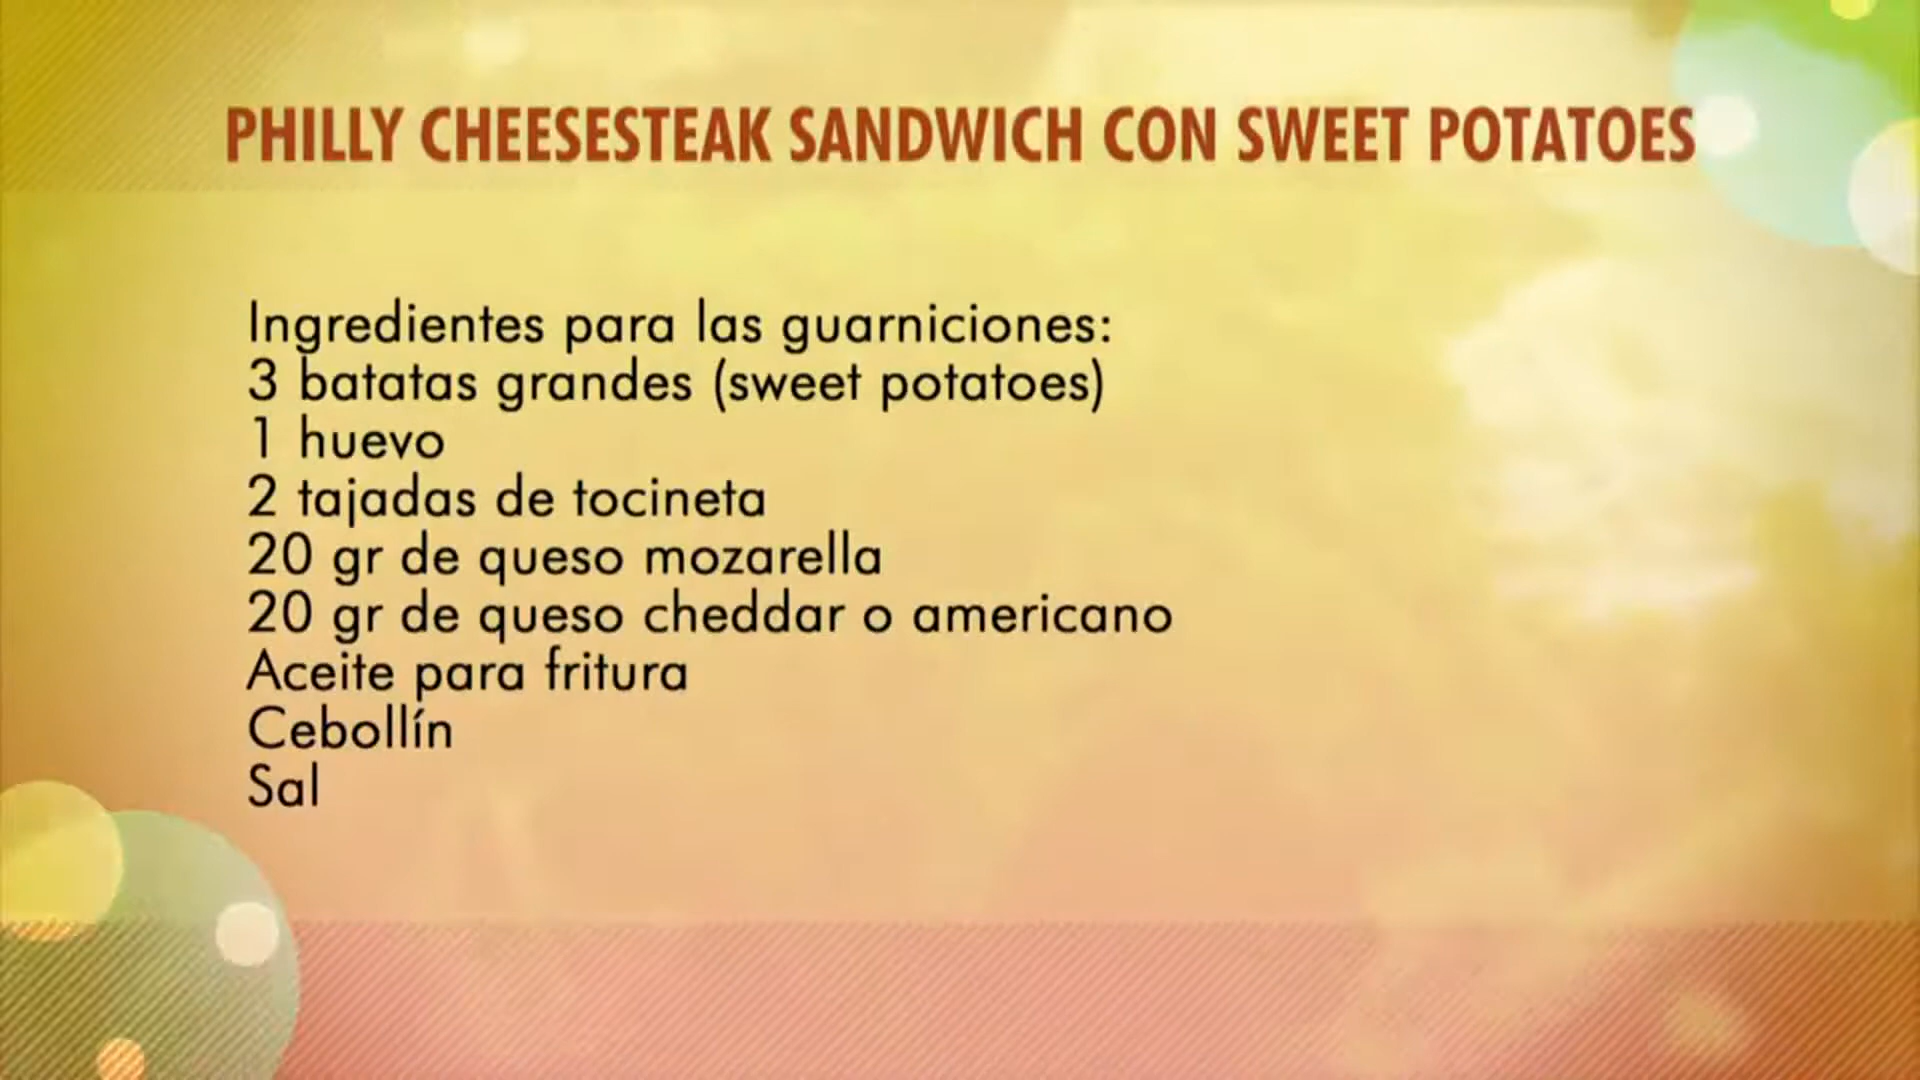 PHILLY CHEESESTEAK SANDWICH CON SWEET POTATOES
Ingredientes para las guarniciones:
3 batatas grandes (sweet potatoes)
1 huevo
2 tajadas de tocineta
20 gr de queso mozarella
20 gr de queso cheddar o americano
Aceite para fritura
Cebollín
Sal